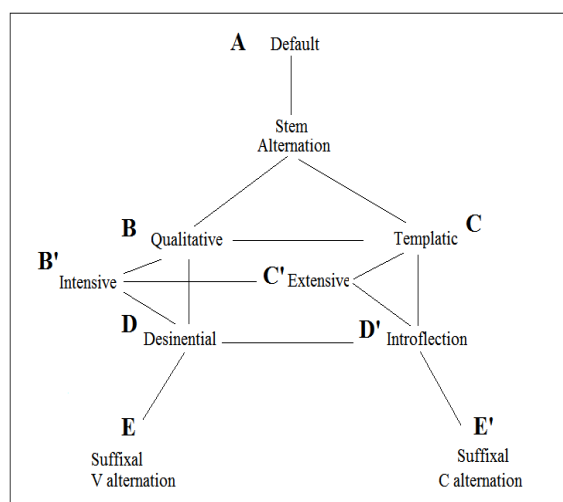 A Default
Stem
Alternation
B Qualitative
Templatic C
B' Intensive
C' Extensive
D Desinential
D' Introflection
E
Suffixal
V alternation
E'
Suffixal
C alternation